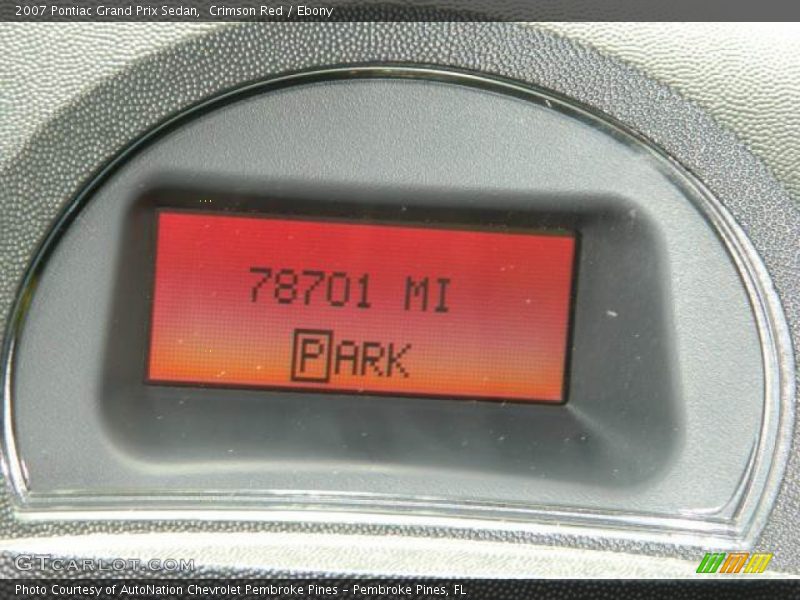 2007 Pontiac Grand Prix Sedan,  Crimson Red / Ebony
78701 MI
PARK
GTCARLOT.COM
Photo Courtesy of AutoNation Chevrolet Pembroke Pines - Pembroke Pines, FL